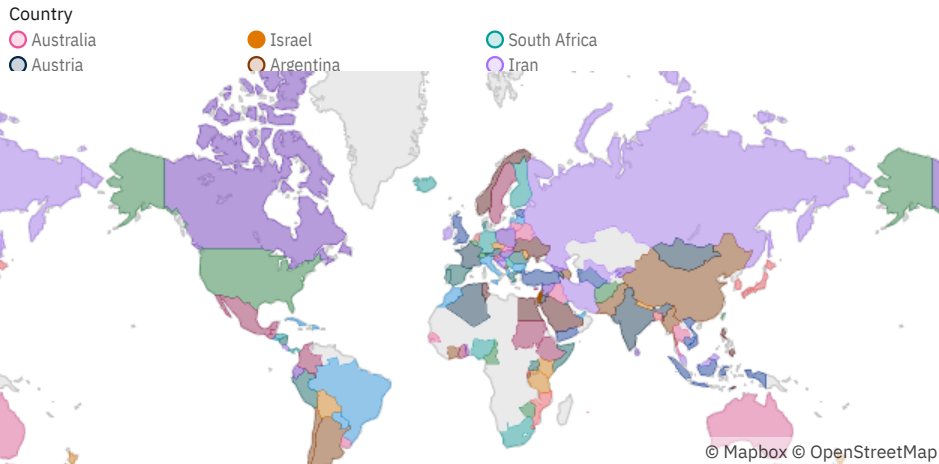 Country
Australia Israel South Africa
Austria Argentina Iran
© Mapbox © OpenStreetMap